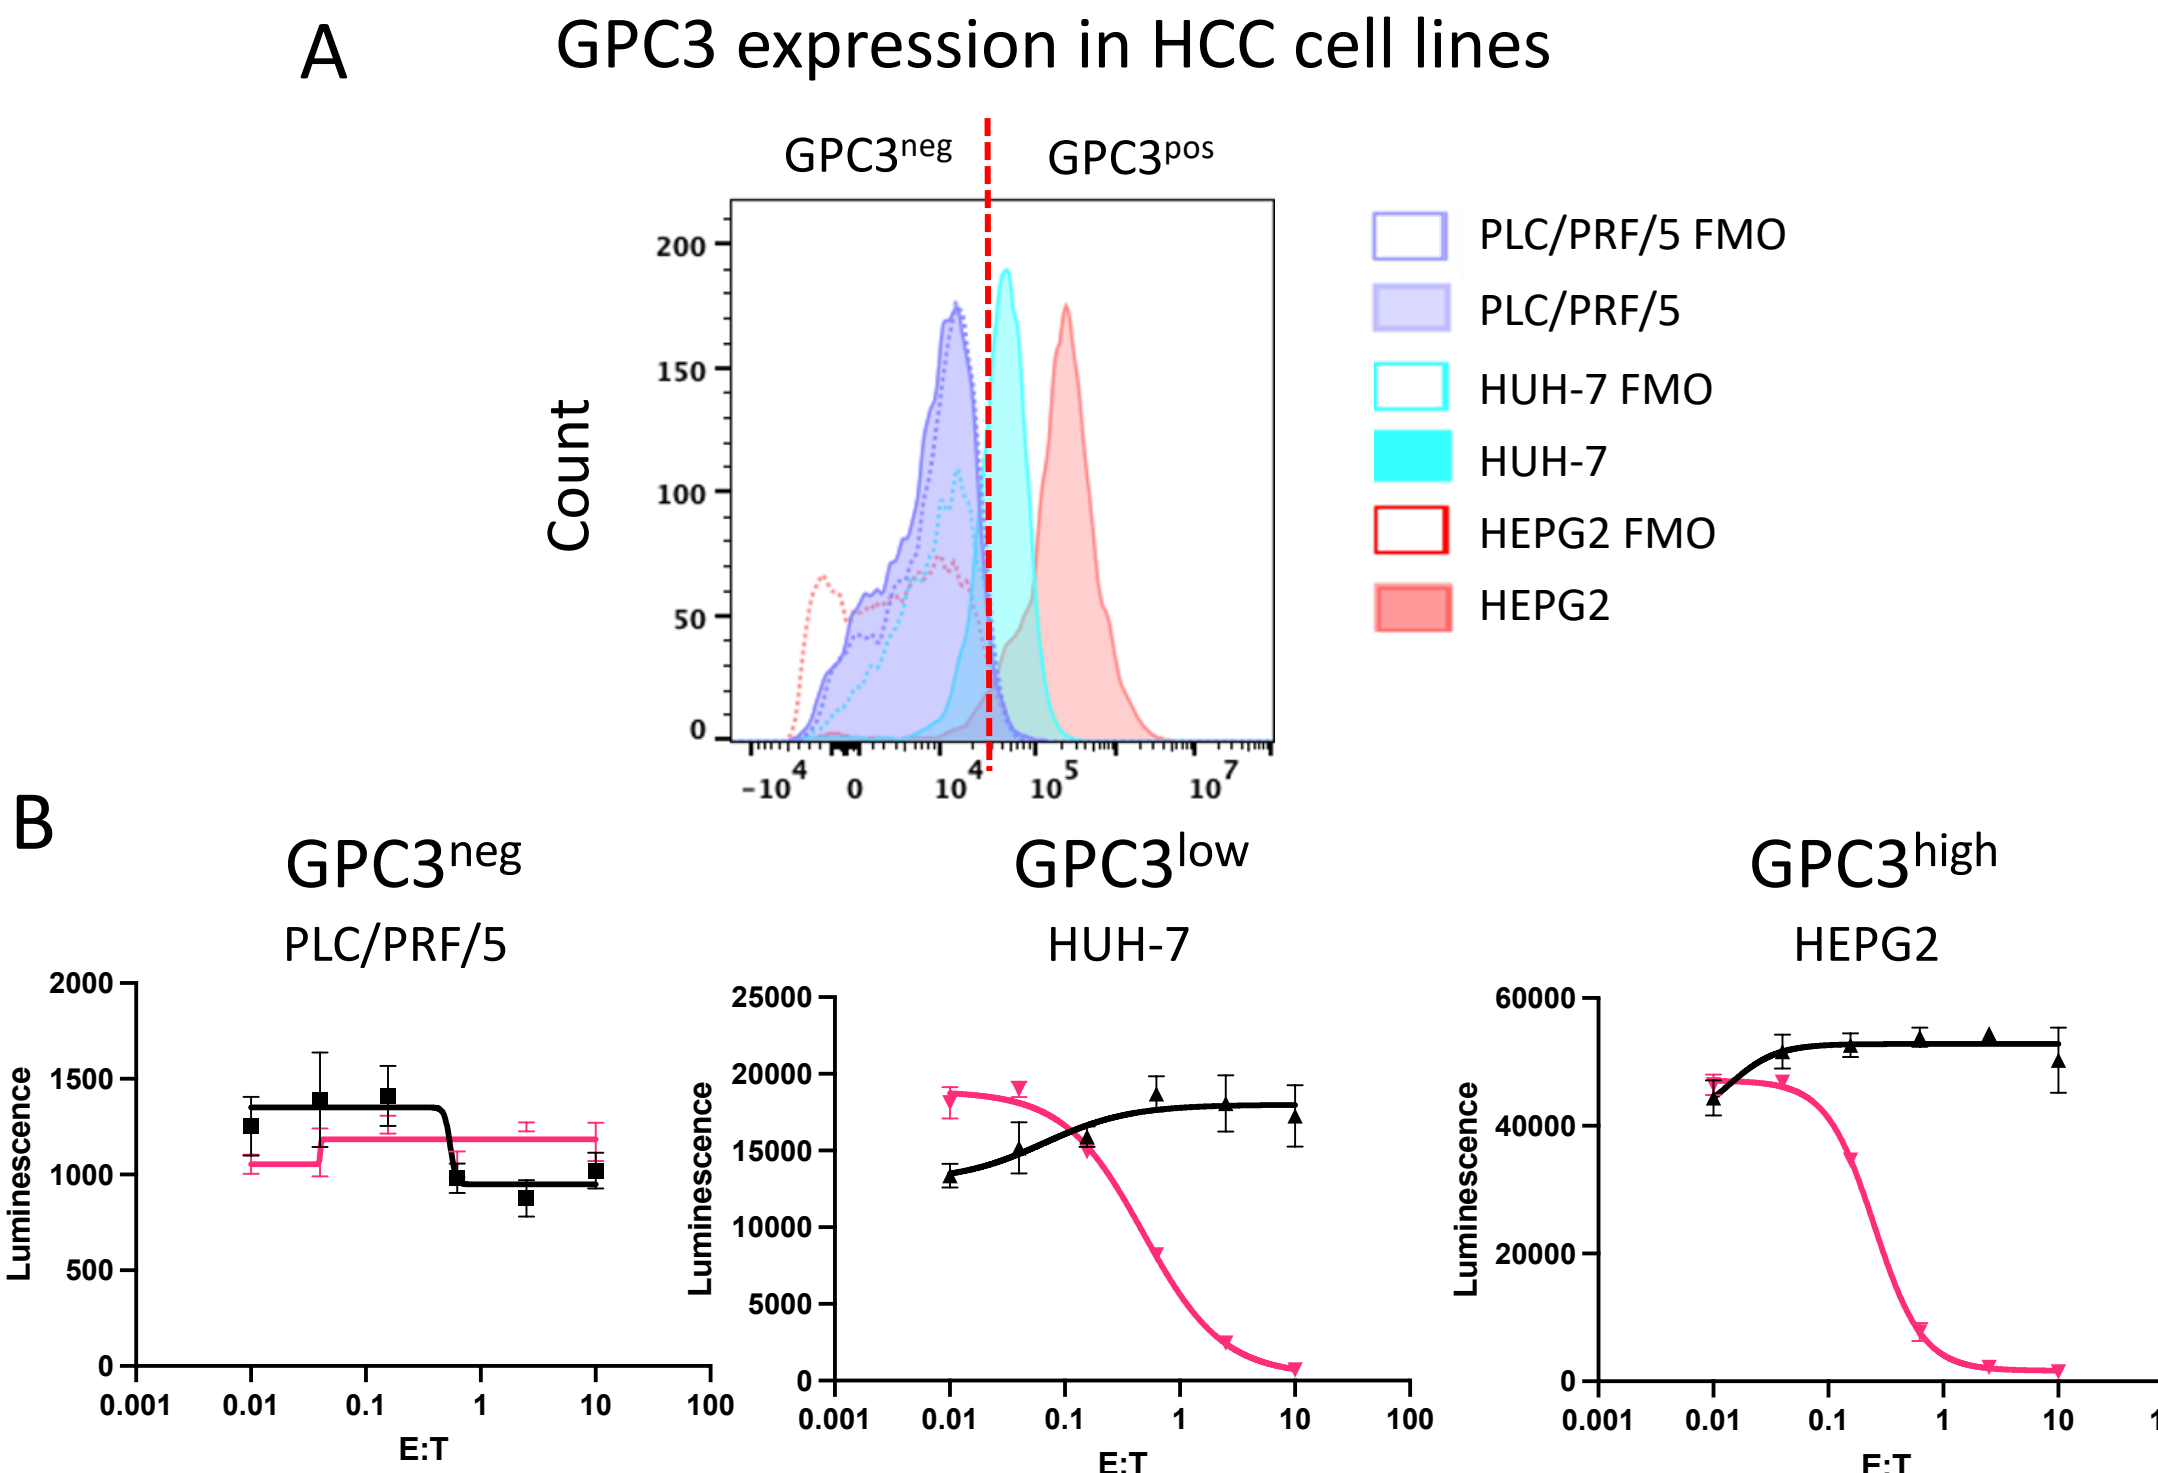 A
GPC3 expression in HCC cell lines
GPC3neg
GPC3pos
Count
200
150
100
50
0
-10^4
0
10^4
10^5
10^7
PLC/PRF/5 FMO
PLC/PRF/5
HUH-7 FMO
HUH-7
HEPG2 FMO
HEPG2
B
GPC3neg
PLC/PRF/5
Luminescence
2000
1500
1000
500
0
0.001 0.01 0.1 1 10 100
E:T
GPC3low
HUH-7
Luminescence
25000
20000
15000
10000
5000
0
0.001 0.01 0.1 1 10 100
E:T
GPC3high
HEPG2
Luminescence
60000
40000
20000
0
0.001 0.01 0.1 1 10 1
E:T